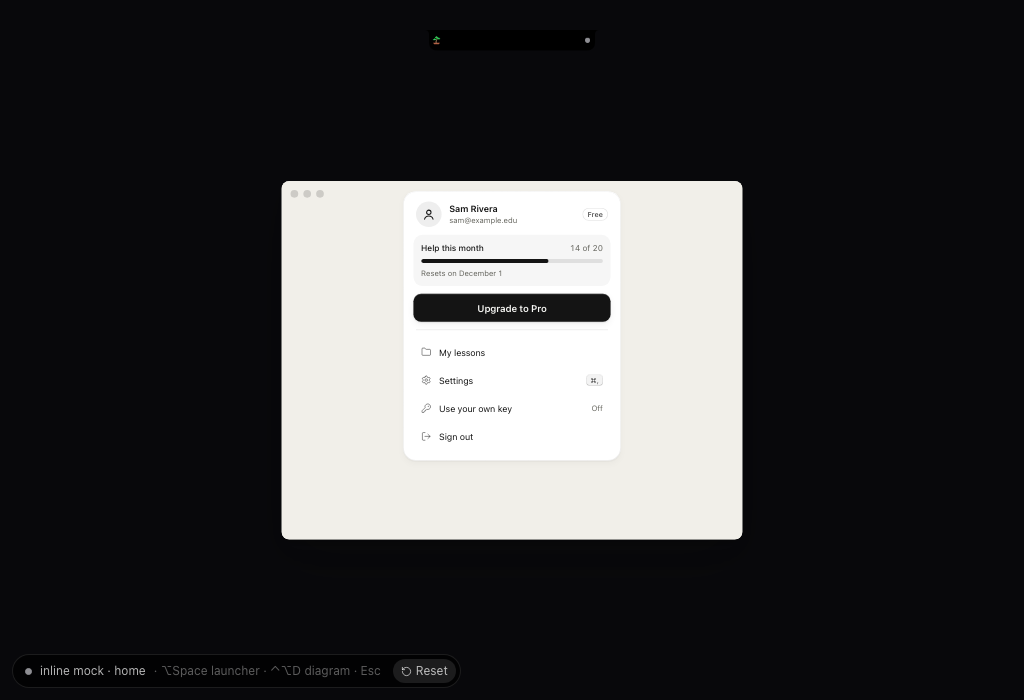 Sam Rivera
sam@example.edu
Free
Help this month
14 of 20
Resets on December 1
Upgrade to Pro
My lessons
Settings
⌘,
Use your own key
Off
Sign out
inline mock · home · ⌥Space launcher · ^⌥D diagram · Esc
Reset